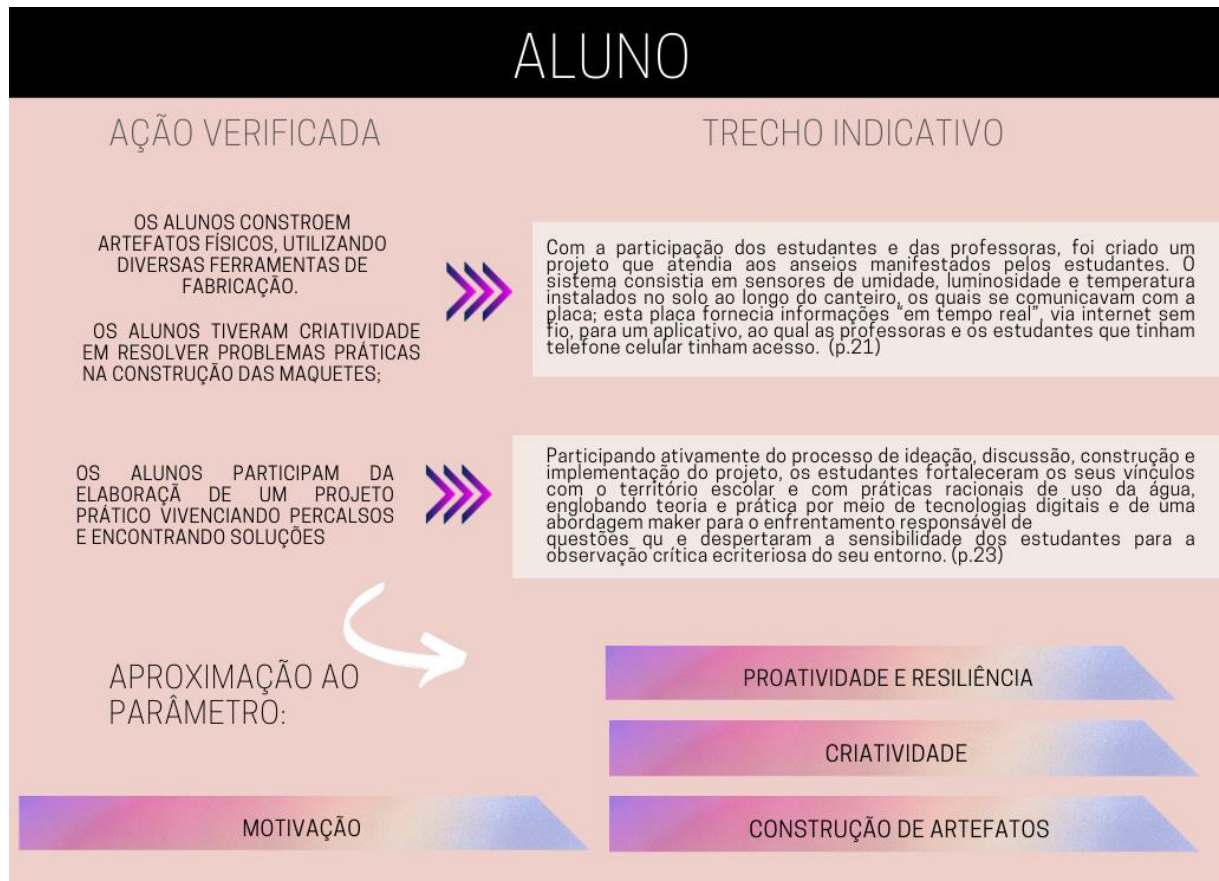 ALUNO
AÇÃO VERIFICADA
TRECHO INDICATIVO
OS ALUNOS CONSTROEM
ARTEFATOS FÍSICOS, UTILIZANDO
DIVERSAS FERRAMENTAS DE
FABRICAÇÃO.
OS ALUNOS TIVERAM CRIATIVIDADE
EM RESOLVER PROBLEMAS PRÁTICAS
NA CONSTRUÇÃO DAS MAQUETES;
Com a participação dos estudantes e das professoras, foi criado um
projeto que atendia aos anseios manifestados pelos estudantes. O
sistema consistia em sensores de umidade, luminosidade e temperatura
instalados no solo ao longo do canteiro, os quais se comunicavam com a
placa; esta placa fornecia informações “em tempo real”, via internet sem
fio, para um aplicativo, ao qual as professoras e os estudantes que tinham
telefone celular tinham acesso. (p.21)
OS ALUNOS PARTICIPAM DA
ELABORAÇÃ DE UM PROJETO
PRÁTICO VIVENCIANDO PERCALSOS
E ENCONTRANDO SOLUÇÕES
Participando ativamente do processo de ideação, discussão, construção e
implementação do projeto, os estudantes fortaleceram os seus vínculos
com o território escolar e com práticas racionais de uso da água,
englobando teoria e prática por meio de tecnologias digitais e de uma
abordagem maker para o enfrentamento responsável de
questões qu e despertaram a sensibilidade dos estudantes para a
observação crítica ecriteriosa do seu entorno. (p.23)
APROXIMAÇÃO AO
PARÂMETRO:
PROATIVIDADE E RESILIÊNCIA
CRIATIVIDADE
MOTIVAÇÃO
CONSTRUÇÃO DE ARTEFATOS